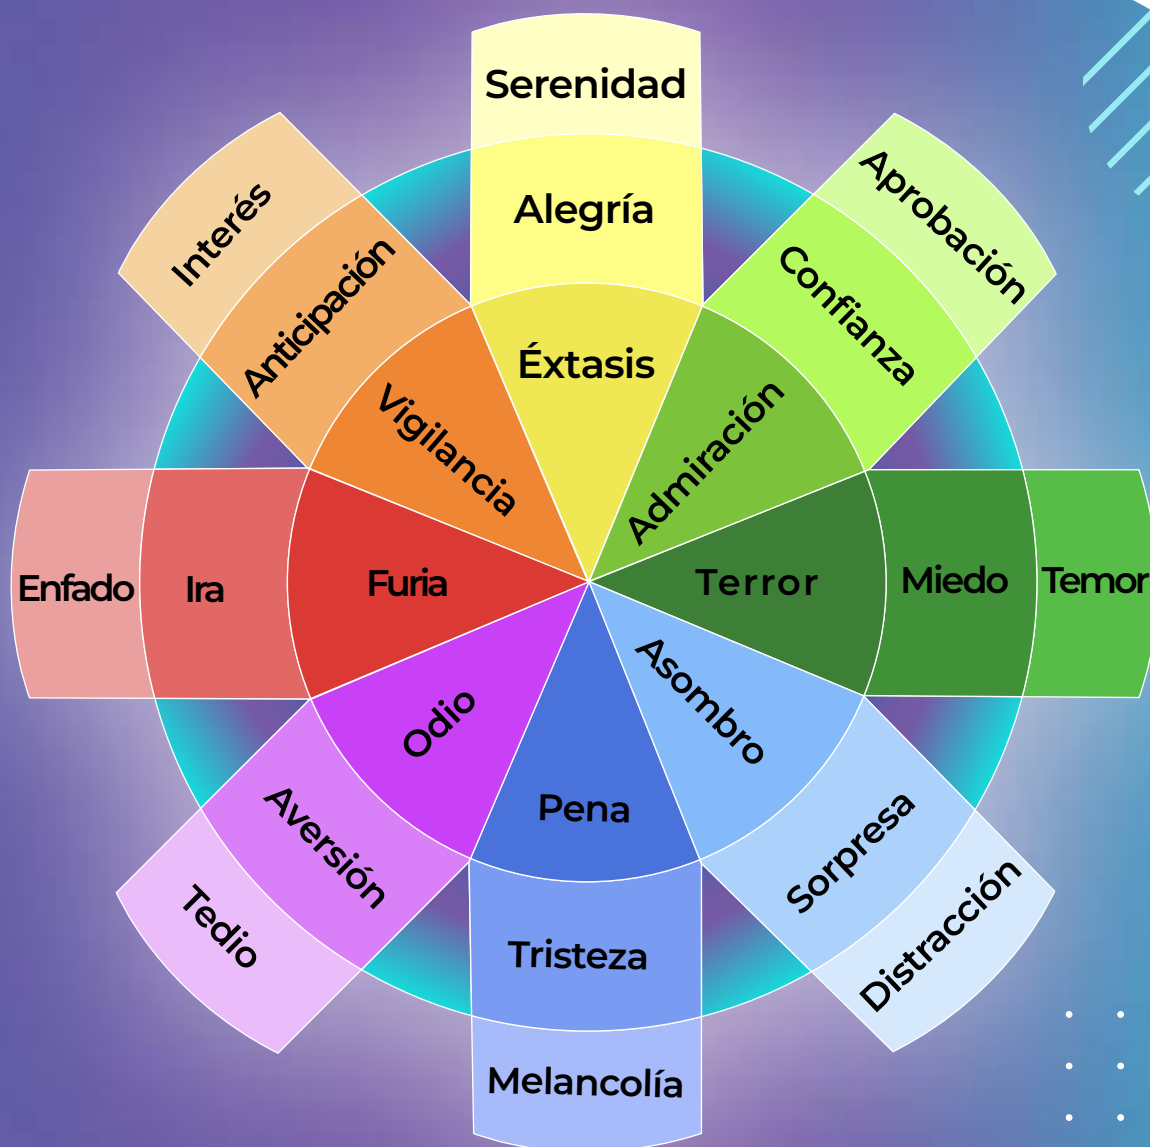 Serenidad
Alegría
Éxtasis
Aprobación
Confianza
Admiración
Temor
Miedo
Terror
Distracción
Sorpresa
Asombro
Melancolía
Tristeza
Pena
Tedio
Aversión
Odio
Enfado
Ira
Furia
Interés
Anticipación
Vigilancia